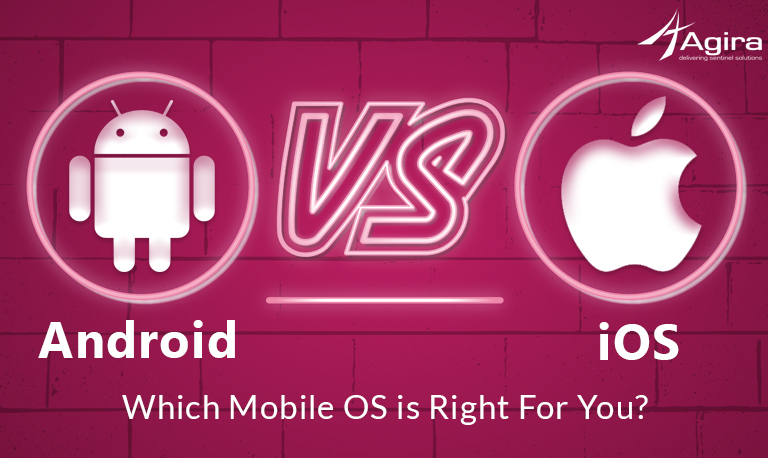 Agira
delivering sentinel solutions
VS
Android
iOS
Which Mobile OS is Right For You?